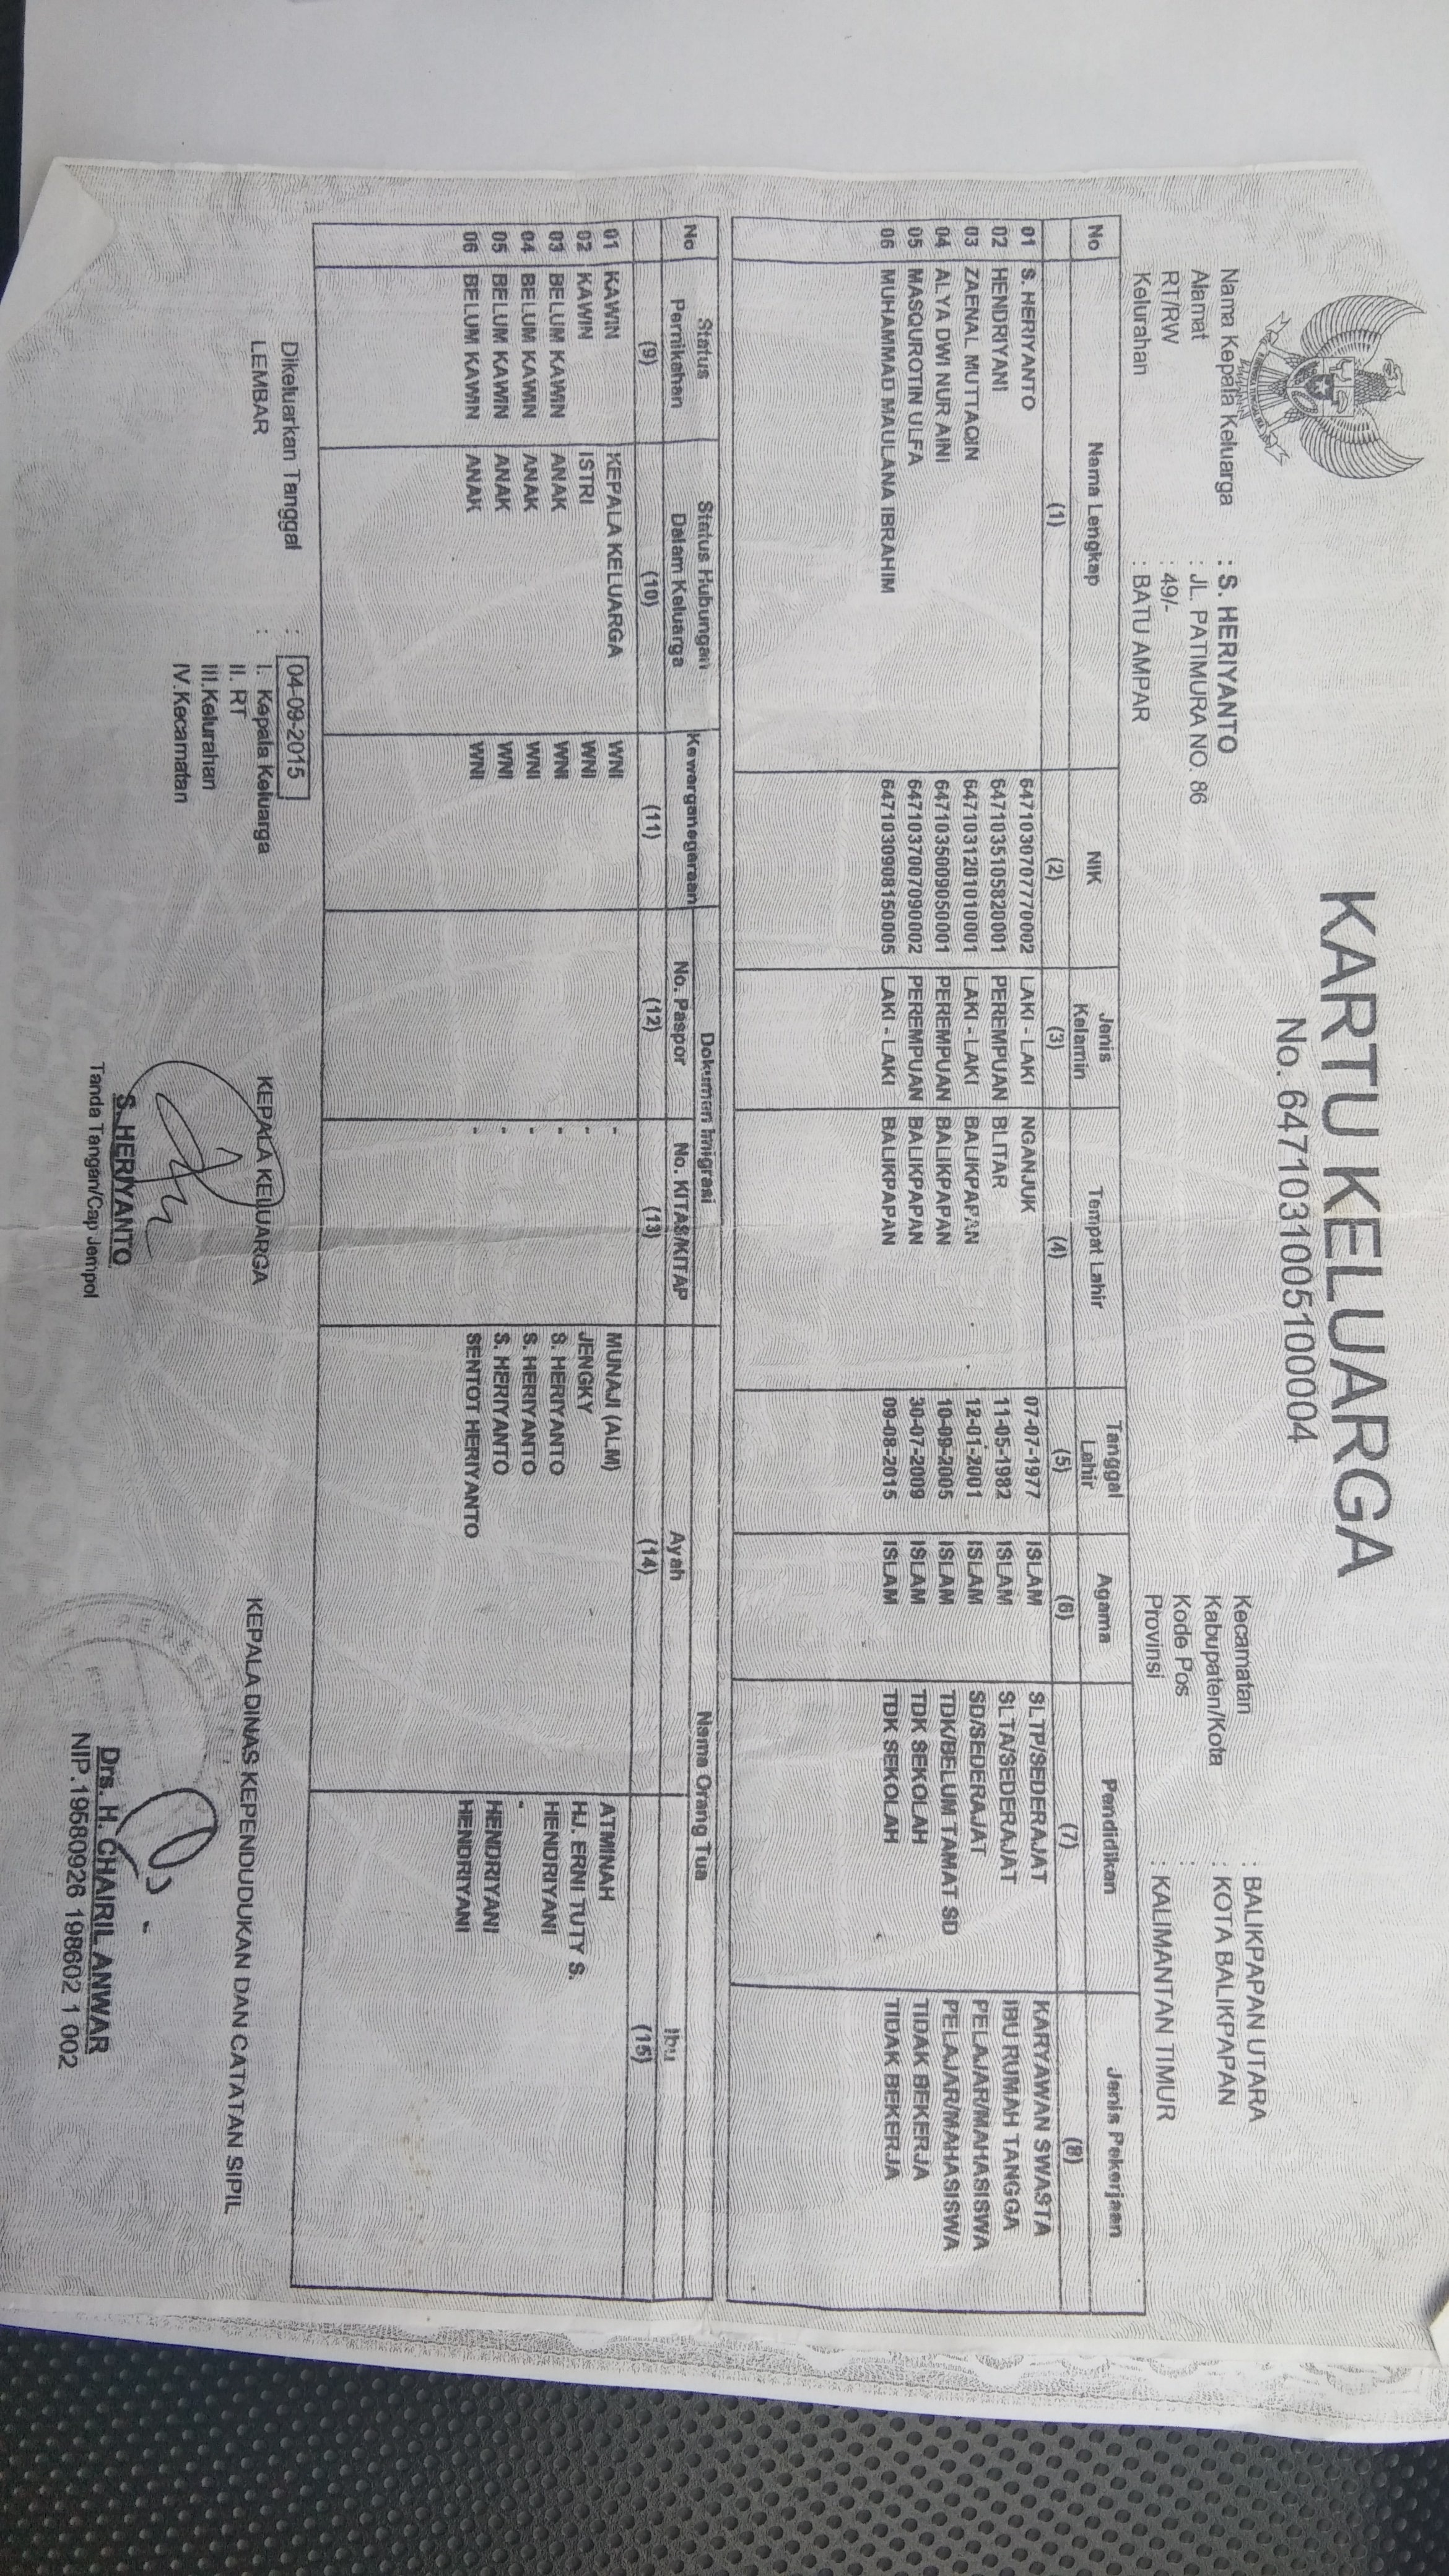 KARTU KELUARGA
No. 6471031005100004
Nama Kepala Keluarga : S. HERIYANTO
Alamat : JL. PATIMURA NO. 86
RT/RW : 49/-
Kelurahan : BATU AMPAR
Kecamatan : BALIKPAPAN UTARA
Kabupaten/Kota : KOTA BALIKPAPAN
Kode Pos :
Provinsi : KALIMANTAN TIMUR
No Nama Lengkap NIK Jenis Kelamin Tempat Lahir Tanggal Lahir Agama Pendidikan Jenis Pekerjaan
(1) (2) (3) (4) (5) (6) (7) (8)
01 S. HERIYANTO 6471030707770002 LAKI - LAKI NGANJUK 07-07-1977 ISLAM SLTP/SEDERAJAT KARYAWAN SWASTA
02 HENDRIYANI 6471035105820001 PEREMPUAN BLITAR 11-05-1982 ISLAM SLTA/SEDERAJAT IBU RUMAH TANGGA
03 ZAENAL MUTTAQIN 6471031201010001 LAKI - LAKI BALIKPAPAN 12-01-2001 ISLAM SD/SEDERAJAT PELAJAR/MAHASISWA
04 ALYA DWI NUR AINI 6471035009050001 PEREMPUAN BALIKPAPAN 10-09-2005 ISLAM TDK/BELUM TAMAT SD PELAJAR/MAHASISWA
05 MASQUROTIN ULFA 6471037007090002 PEREMPUAN BALIKPAPAN 30-07-2009 ISLAM TDK SEKOLAH TIDAK BEKERJA
06 MUHAMMAD MAULANA IBRAHIM 6471030908150005 LAKI - LAKI BALIKPAPAN 09-08-2015 ISLAM TDK SEKOLAH TIDAK BEKERJA
No Status Pernikahan Status Hubungan Dalam Keluarga Kewarganegaraan Dokumen Imigrasi Nama Orang Tua
No. Paspor No. KITAS/KITAP Ayah Ibu
(9) (10) (11) (12) (13) (14) (15)
01 KAWIN KEPALA KELUARGA WNI - MUNAJI (ALM) ATMINAH
02 KAWIN ISTRI WNI - JENGKY HJ. ERNI TUTY S.
03 BELUM KAWIN ANAK WNI - S. HERIYANTO HENDRIYANI
04 BELUM KAWIN ANAK WNI - S. HERIYANTO -
05 BELUM KAWIN ANAK WNI - S. HERIYANTO HENDRIYANI
06 BELUM KAWIN ANAK WNI - SENTOT HERIYANTO HENDRIYANI
Dikeluarkan Tanggal : 04-09-2015
LEMBAR : I. Kepala Keluarga
II. RT
III.Kelurahan
IV.Kecamatan
KEPALA KELUARGA
S. HERIYANTO
Tanda Tangan/Cap Jempol
KEPALA DINAS KEPENDUDUKAN DAN CATATAN SIPIL
Drs. H. CHAIRIL ANWAR
NIP.19580926 198602 1 002